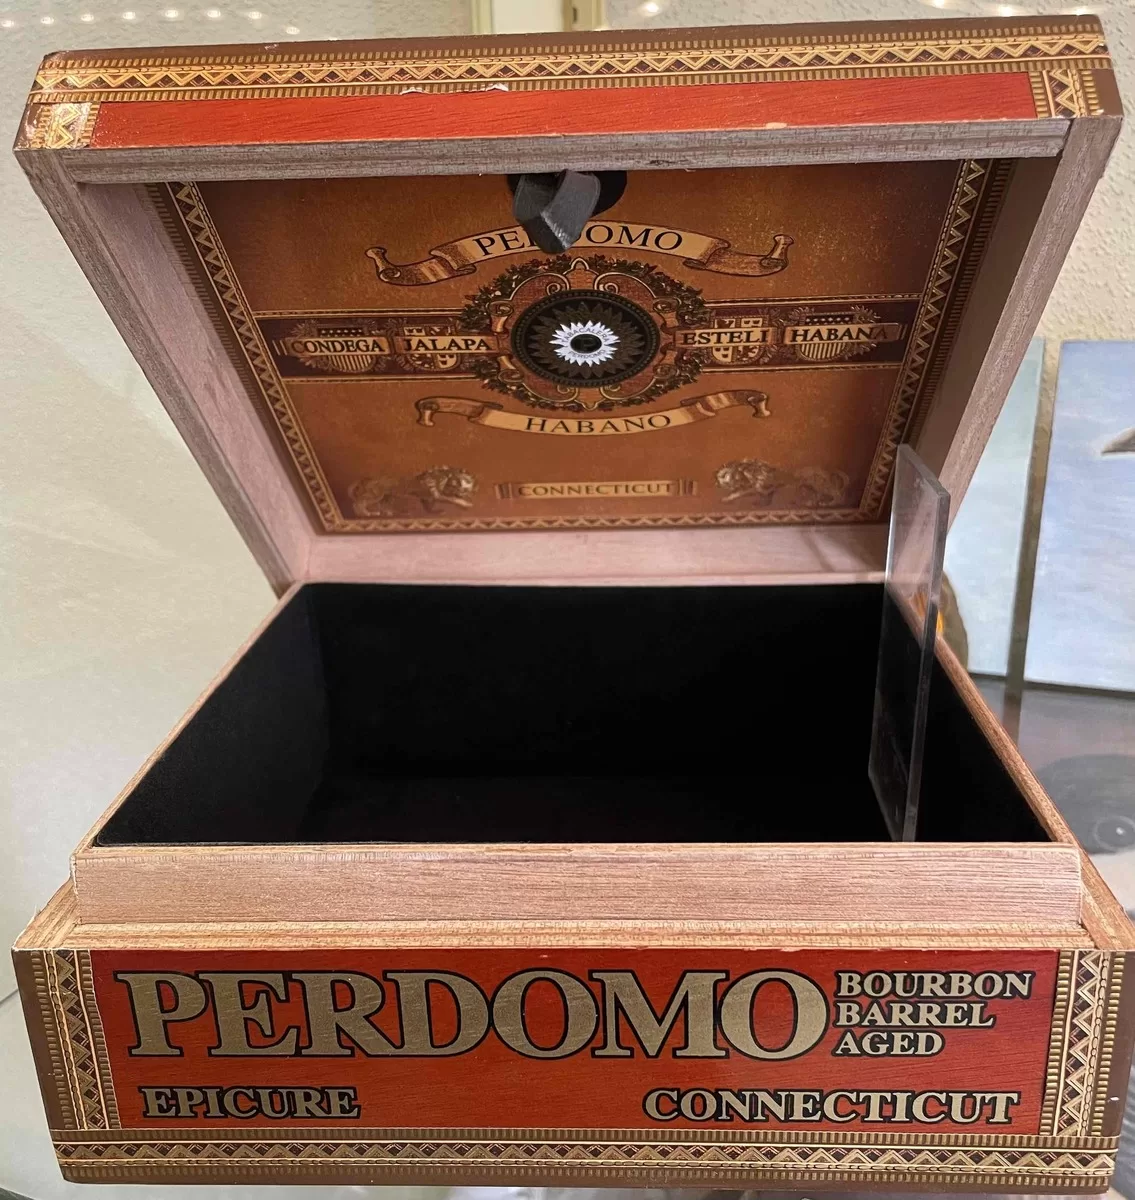 PERDOMO
CONDEGA JALAPA ESTELI HABANA
HABANO
CONNECTICUT
PERDOMO
BOURBON
BARREL
AGED
EPICURE CONNECTICUT